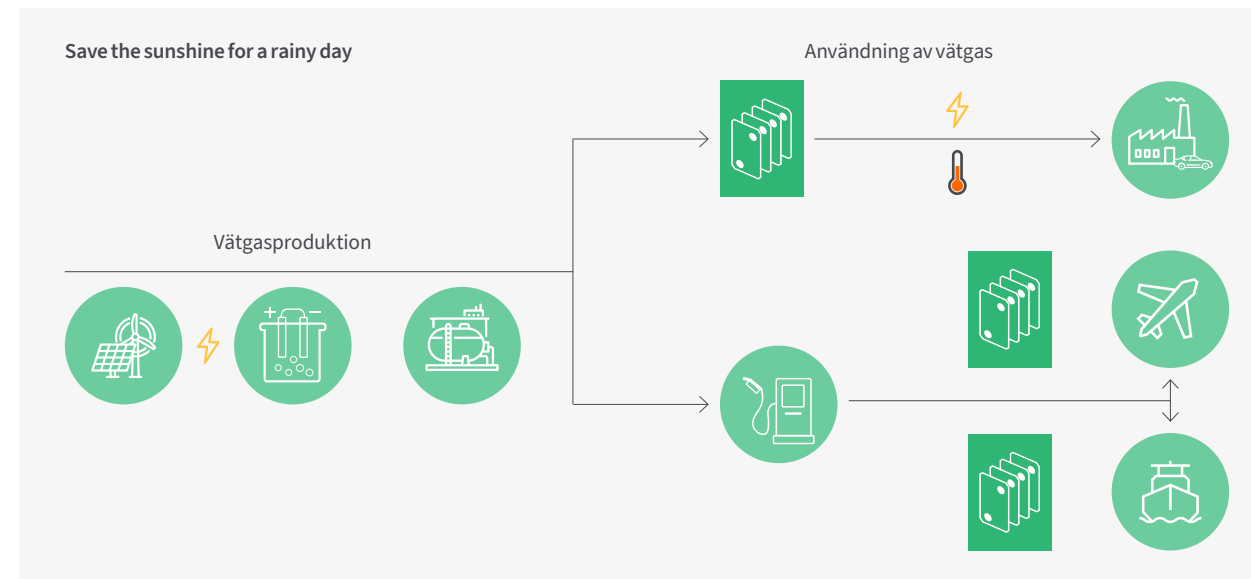 Save the sunshine for a rainy day
Användning av vätgas
Vätgasproduktion